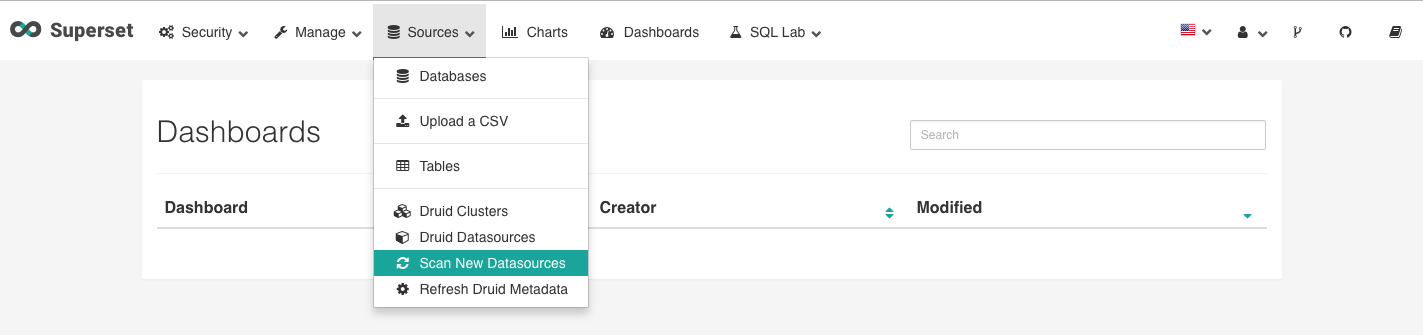 Superset Security Manage Sources Charts Dashboards SQL Lab
Databases
Upload a CSV
Dashboards
Search
Tables
Dashboard Creator Modified
Druid Clusters
Druid Datasources
Scan New Datasources
Refresh Druid Metadata